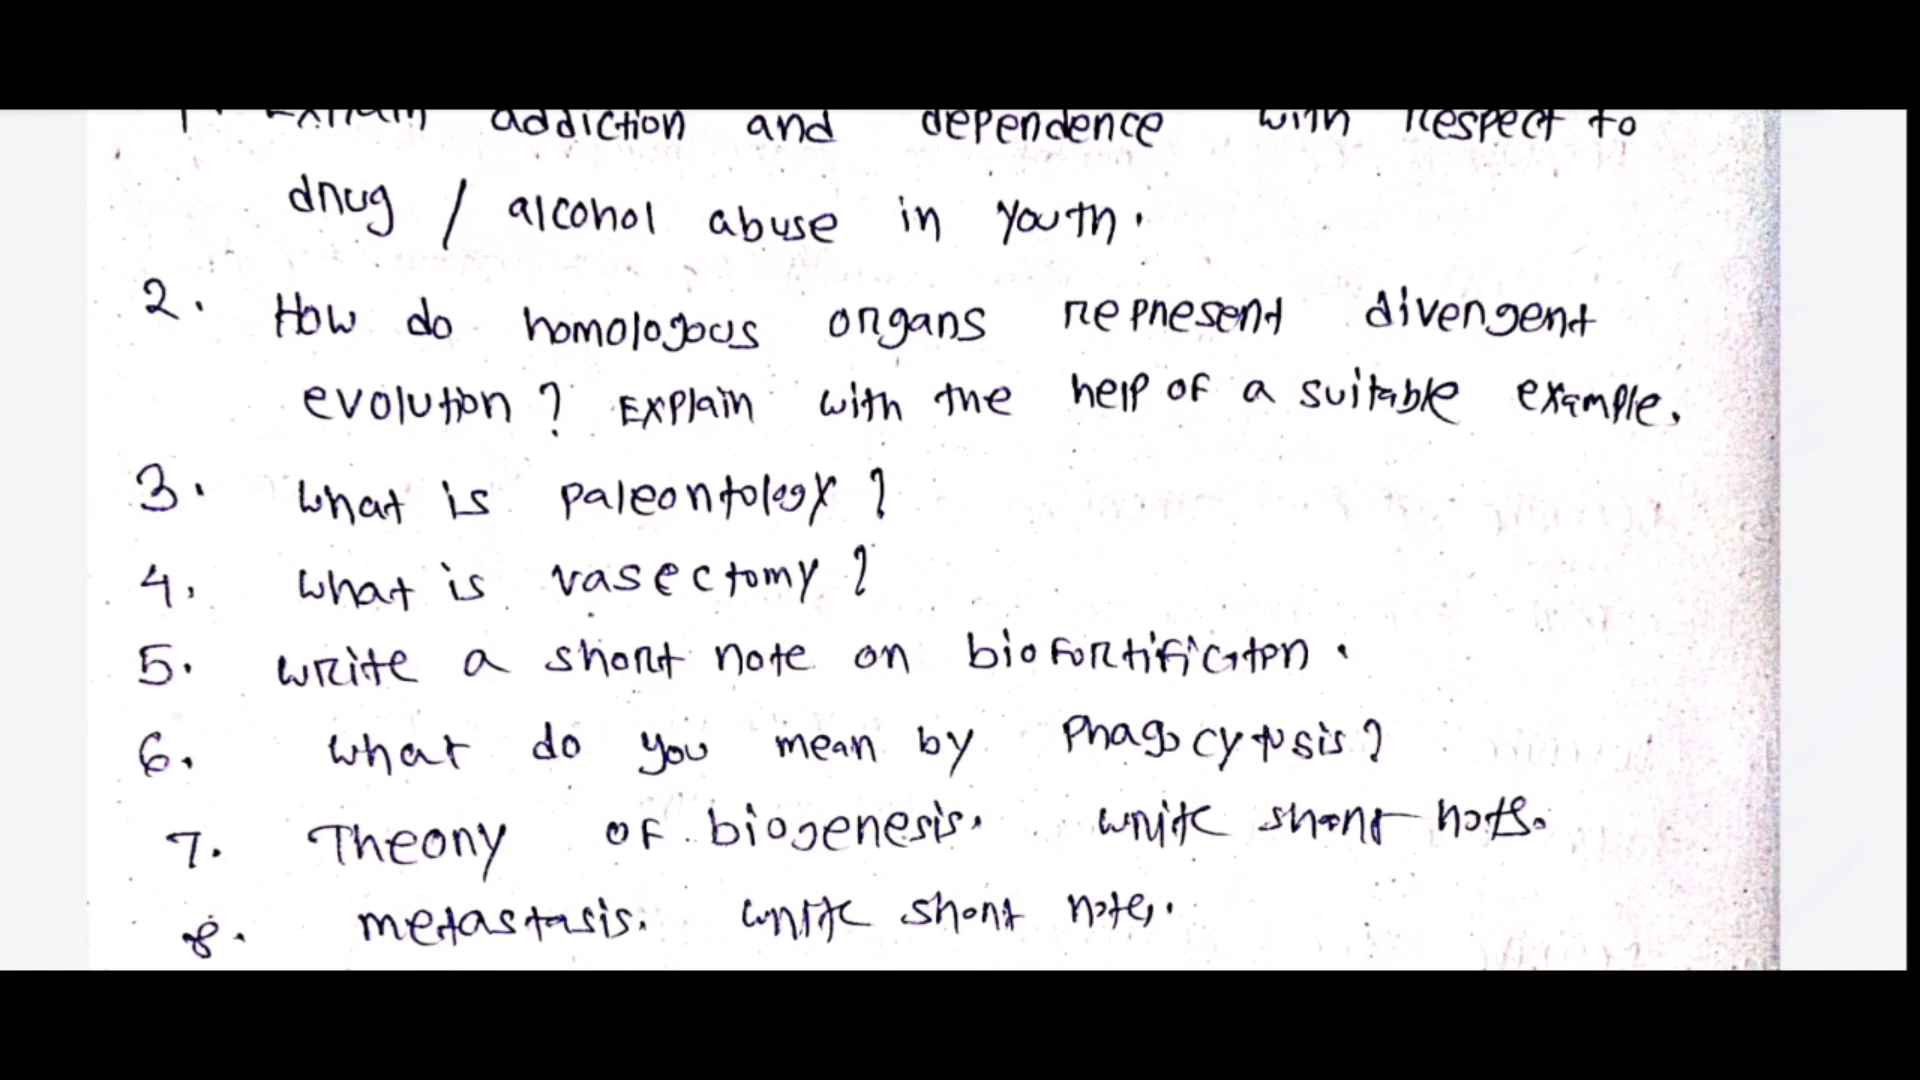 1. Explain addiction and dependence with respect to
drug / alcohol abuse in youth.
2. How do homologous organs represent divergent
evolution? Explain with the help of a suitable example.
3. What is paleontology?
4. What is vasectomy?
5. write a short note on biofortification.
6. what do you mean by Phagocytosis?
7. Theory of biogenesis. write short note.
8. metastasis. write short note.